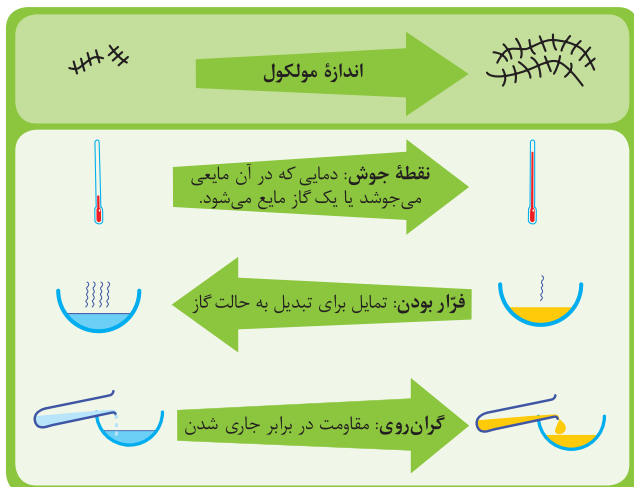 اندازهٔ مولکول
نقطهٔ جوش: دمایی که در آن مایعی
می‌جوشد یا یک گاز مایع می‌شود.
فرّار بودن: تمایل برای تبدیل به حالت گاز
گران‌روی: مقاومت در برابر جاری شدن